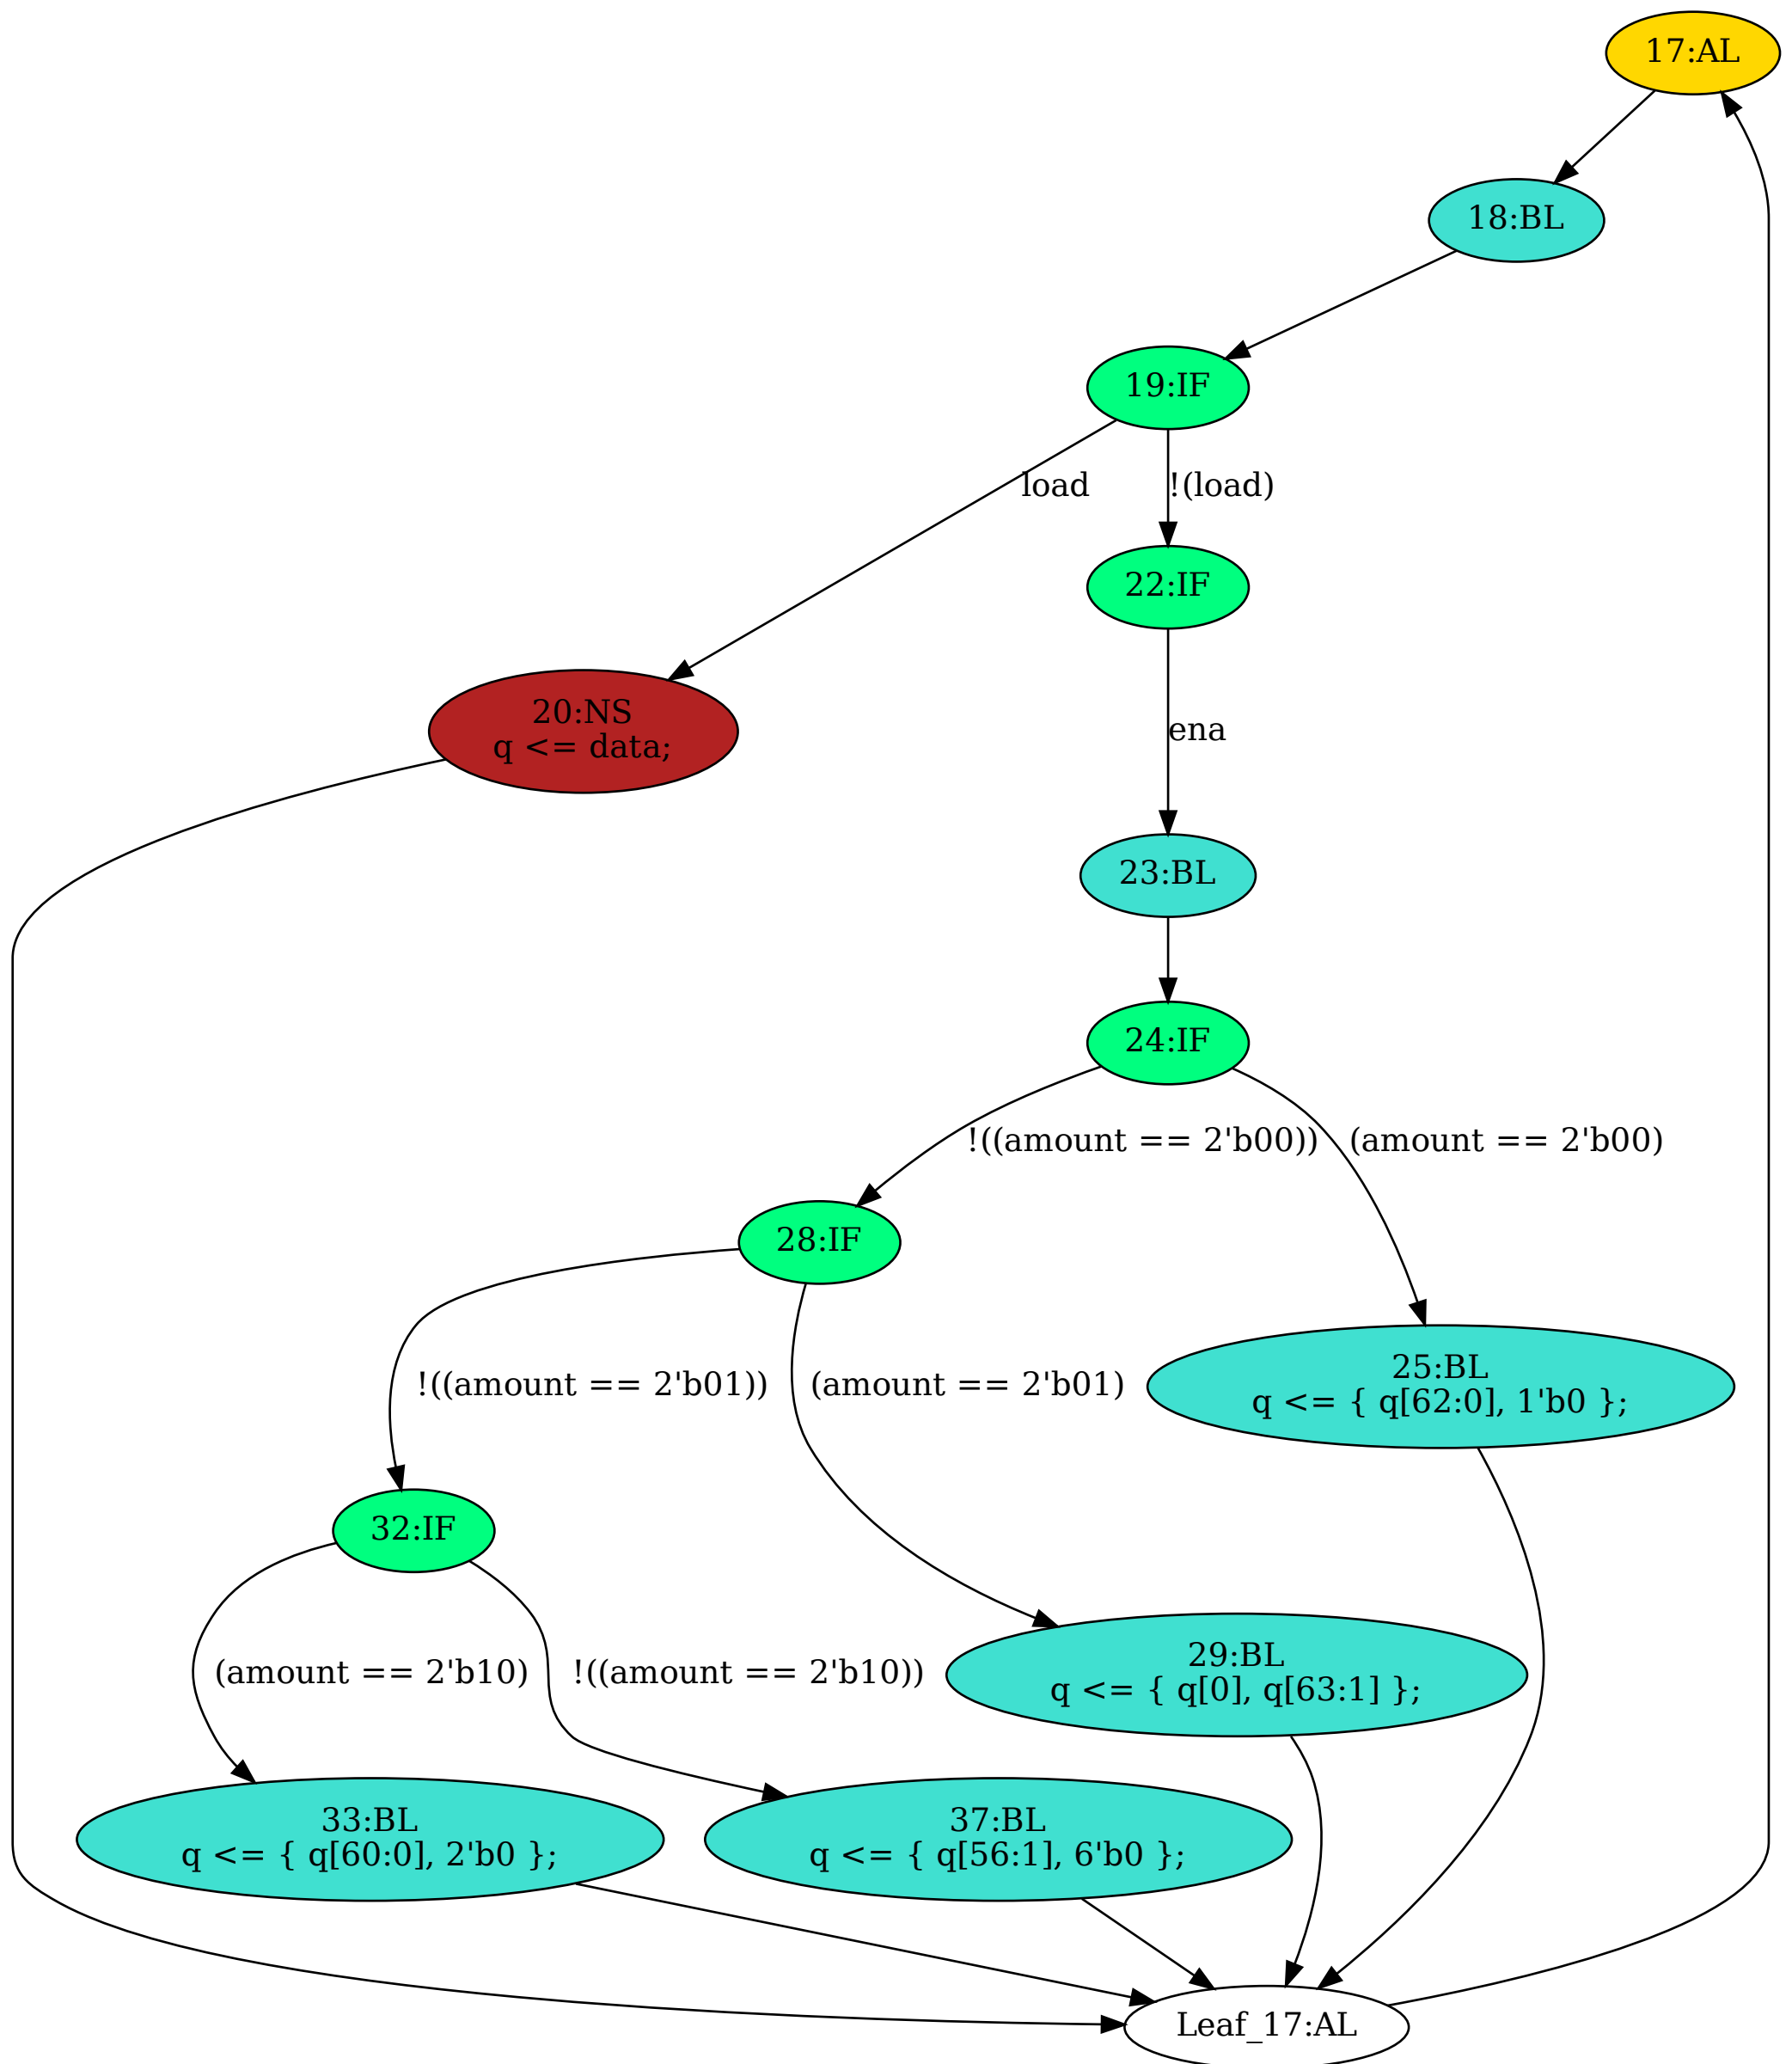 17:AL
18:BL
19:IF
load
!(load)
22:IF
20:NS
q <= data;
ena
23:BL
24:IF
!((amount == 2'b00))
(amount == 2'b00)
28:IF
!((amount == 2'b01))
(amount == 2'b01)
25:BL
q <= { q[62:0], 1'b0 };
32:IF
(amount == 2'b10)
!((amount == 2'b10))
29:BL
q <= { q[0], q[63:1] };
33:BL
q <= { q[60:0], 2'b0 };
37:BL
q <= { q[56:1], 6'b0 };
Leaf_17:AL